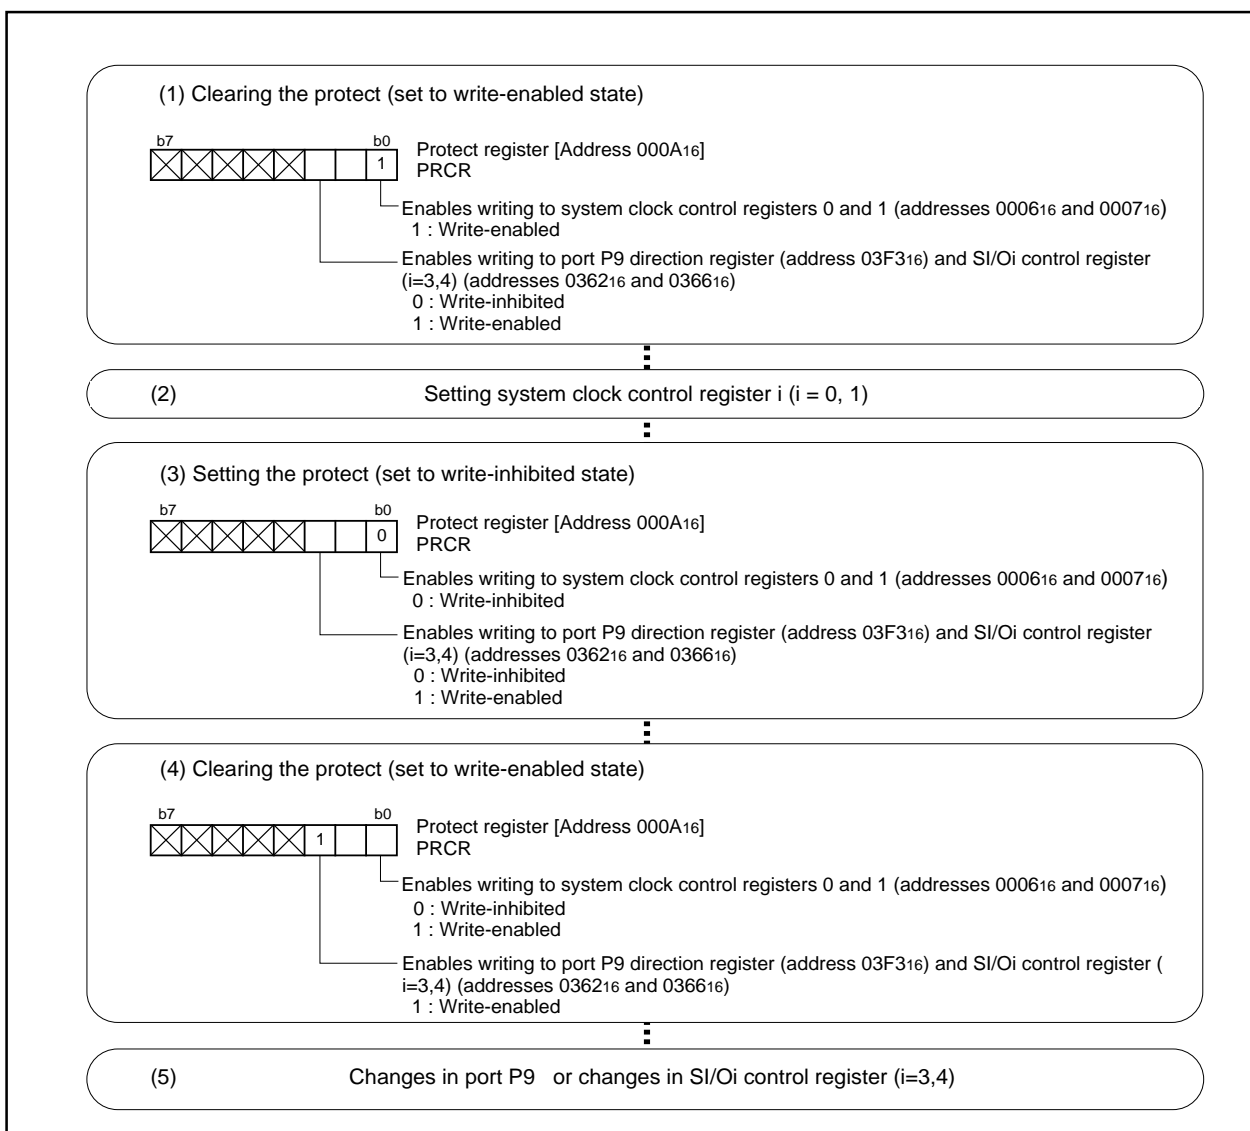 (1) Clearing the protect (set to write-enabled state)
b7 b0
1
Protect register [Address 000A16]
PRCR
Enables writing to system clock control registers 0 and 1 (addresses 000616 and 000716)
1 : Write-enabled
Enables writing to port P9 direction register (address 03F316) and SI/Oi control register
(i=3,4) (addresses 036216 and 036616)
0 : Write-inhibited
1 : Write-enabled
(2) Setting system clock control register i (i = 0, 1)
(3) Setting the protect (set to write-inhibited state)
b7 b0
0
Protect register [Address 000A16]
PRCR
Enables writing to system clock control registers 0 and 1 (addresses 000616 and 000716)
0 : Write-inhibited
Enables writing to port P9 direction register (address 03F316) and SI/Oi control register
(i=3,4) (addresses 036216 and 036616)
0 : Write-inhibited
1 : Write-enabled
(4) Clearing the protect (set to write-enabled state)
b7 b0
1
Protect register [Address 000A16]
PRCR
Enables writing to system clock control registers 0 and 1 (addresses 000616 and 000716)
0 : Write-inhibited
1 : Write-enabled
Enables writing to port P9 direction register (address 03F316) and SI/Oi control register (
i=3,4) (addresses 036216 and 036616)
1 : Write-enabled
(5) Changes in port P9 or changes in SI/Oi control register (i=3,4)